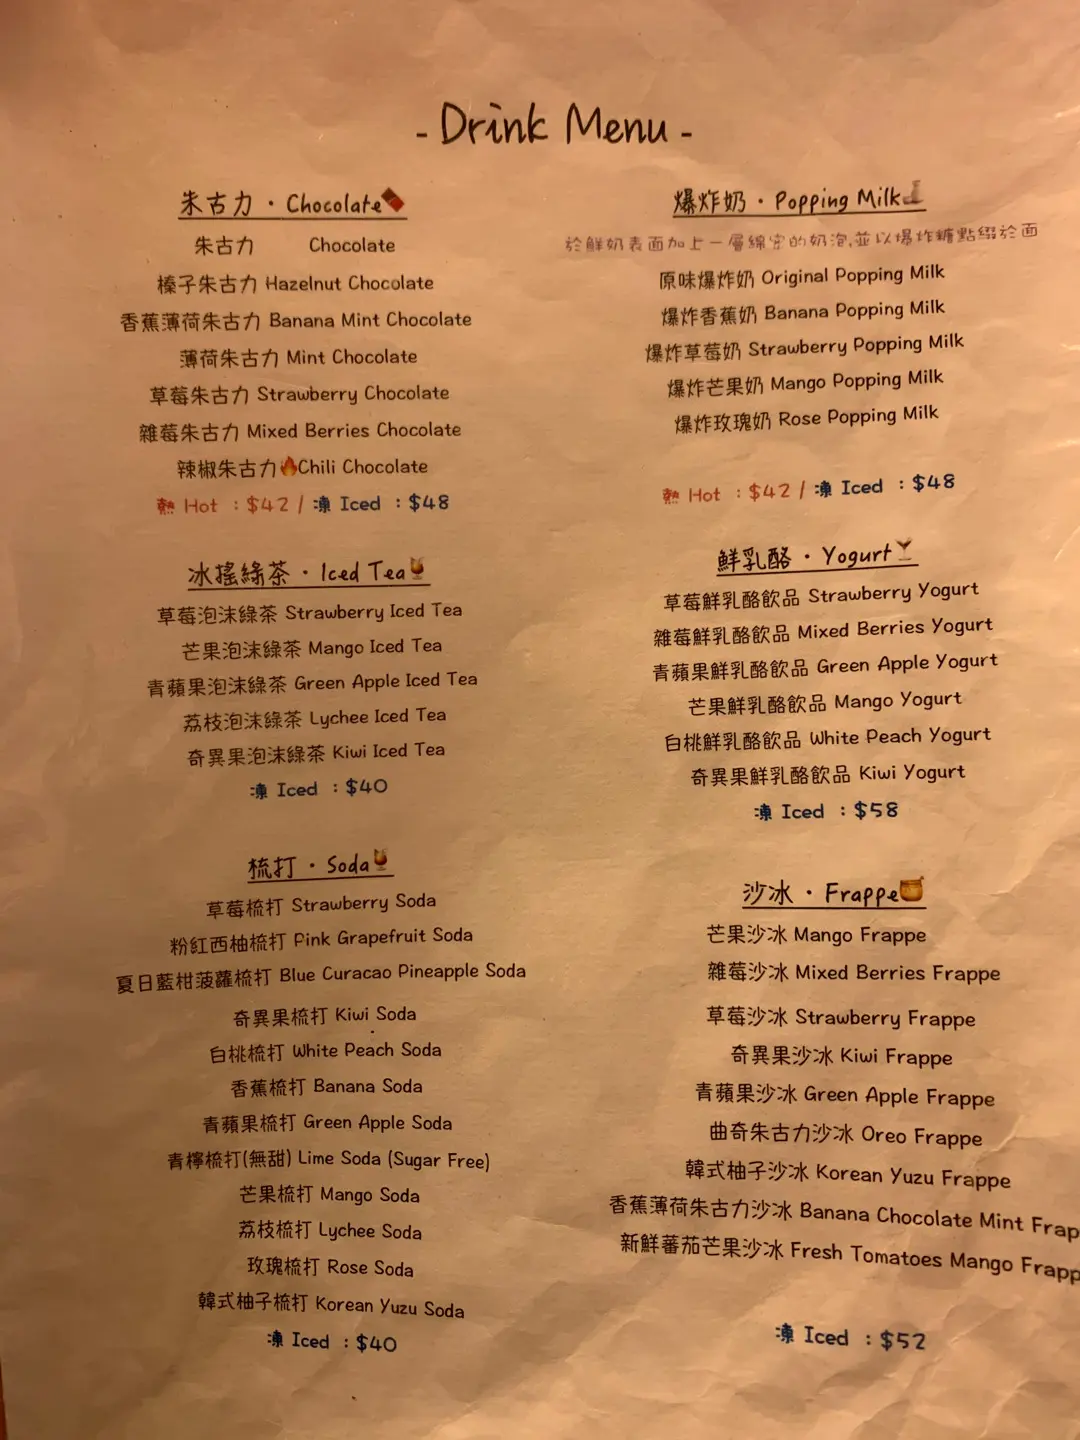 - Drink Menu -
朱古力 · Chocolate
朱古力 Chocolate
榛子朱古力 Hazelnut Chocolate
香蕉薄荷朱古力 Banana Mint Chocolate
薄荷朱古力 Mint Chocolate
草莓朱古力 Strawberry Chocolate
雜莓朱古力 Mixed Berries Chocolate
辣椒朱古力🔥Chili Chocolate
熱 Hot : $42 / 凍 Iced : $48
冰搖綠茶 · Iced Tea
草莓泡沫綠茶 Strawberry Iced Tea
芒果泡沫綠茶 Mango Iced Tea
青蘋果泡沫綠茶 Green Apple Iced Tea
荔枝泡沫綠茶 Lychee Iced Tea
奇異果泡沫綠茶 Kiwi Iced Tea
凍 Iced : $40
梳打 · Soda
草莓梳打 Strawberry Soda
粉紅西柚梳打 Pink Grapefruit Soda
夏日藍柑菠蘿梳打 Blue Curacao Pineapple Soda
奇異果梳打 Kiwi Soda
白桃梳打 White Peach Soda
香蕉梳打 Banana Soda
青蘋果梳打 Green Apple Soda
青檸梳打(無甜) Lime Soda (Sugar Free)
芒果梳打 Mango Soda
荔枝梳打 Lychee Soda
玫瑰梳打 Rose Soda
韓式柚子梳打 Korean Yuzu Soda
凍 Iced : $40
爆炸奶 · Popping Milk
於鮮奶表面加上一層綿密的奶泡,並以爆炸糖點綴於面
原味爆炸奶 Original Popping Milk
爆炸香蕉奶 Banana Popping Milk
爆炸草莓奶 Strawberry Popping Milk
爆炸芒果奶 Mango Popping Milk
爆炸玫瑰奶 Rose Popping Milk
熱 Hot : $42 / 凍 Iced : $48
鮮乳酪 · Yogurt
草莓鮮乳酪飲品 Strawberry Yogurt
雜莓鮮乳酪飲品 Mixed Berries Yogurt
青蘋果鮮乳酪飲品 Green Apple Yogurt
芒果鮮乳酪飲品 Mango Yogurt
白桃鮮乳酪飲品 White Peach Yogurt
奇異果鮮乳酪飲品 Kiwi Yogurt
凍 Iced : $58
沙冰 · Frappe
芒果沙冰 Mango Frappe
雜莓沙冰 Mixed Berries Frappe
草莓沙冰 Strawberry Frappe
奇異果沙冰 Kiwi Frappe
青蘋果沙冰 Green Apple Frappe
曲奇朱古力沙冰 Oreo Frappe
韓式柚子沙冰 Korean Yuzu Frappe
香蕉薄荷朱古力沙冰 Banana Chocolate Mint Frap
新鮮蕃茄芒果沙冰 Fresh Tomatoes Mango Frapp
凍 Iced : $52